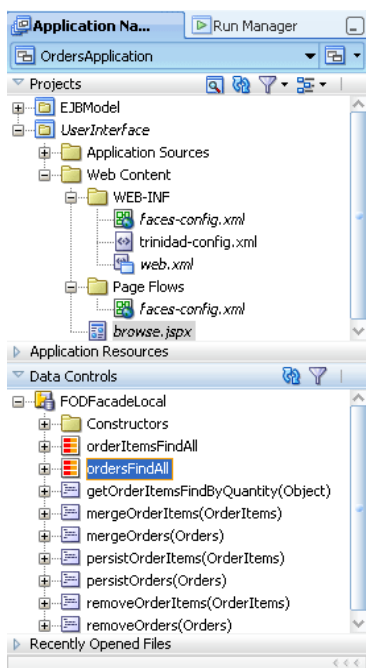 Application Na... Run Manager
OrdersApplication
Projects
EJBModel
UserInterface
Application Sources
Web Content
WEB-INF
faces-config.xml
trinidad-config.xml
web.xml
Page Flows
faces-config.xml
browse.jspx
Application Resources
Data Controls
FODFacadeLocal
Constructors
orderItemsFindAll
ordersFindAll
getOrderItemsFindByQuantity(Object)
mergeOrderItems(OrderItems)
mergeOrders(Orders)
persistOrderItems(OrderItems)
persistOrders(Orders)
removeOrderItems(OrderItems)
removeOrders(Orders)
Recently Opened Files